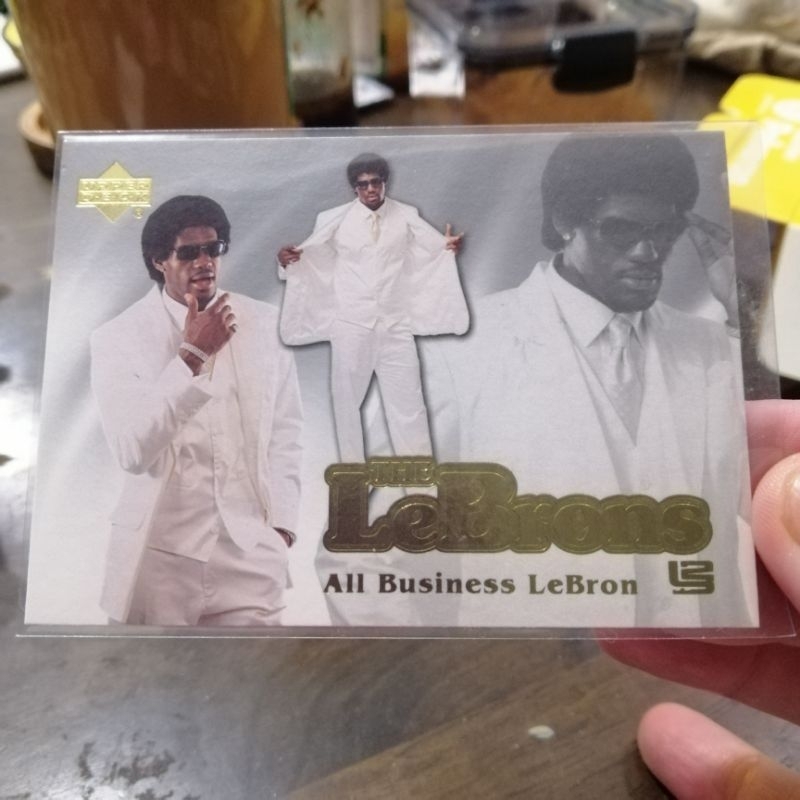 UPPER
DECK
THE
LeBrons
All Business LeBron